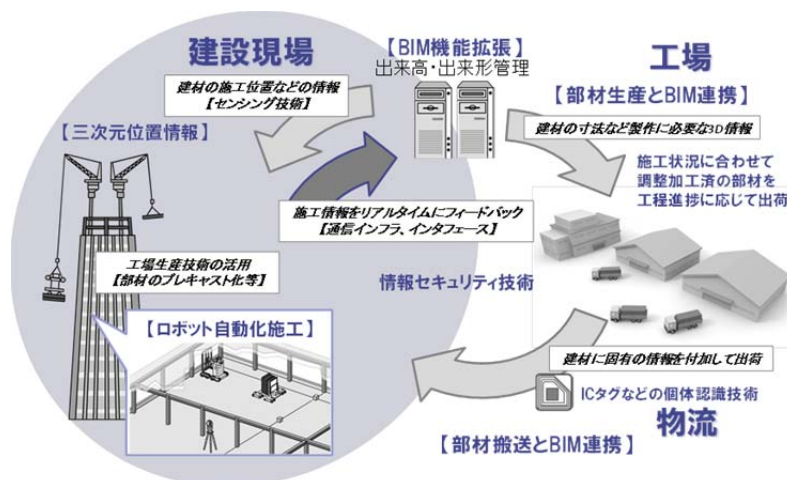 建設現場
【BIM機能拡張】
出来高・出来形管理
工場
建材の施工位置などの情報
【センシング技術】
【部材生産とBIM連携】
【三次元位置情報】
建材の寸法など製作に必要な3D情報
施工状況に合わせて
調整加工済の部材を
工程進捗に応じて出荷
施工情報をリアルタイムにフィードバック
【通信インフラ、インタフェース】
工場生産技術の活用
【部材のプレキャスト化等】
情報セキュリティ技術
【ロボット自動化施工】
建材に固有の情報を付加して出荷
ICタグなどの個体認識技術
物流
【部材搬送とBIM連携】